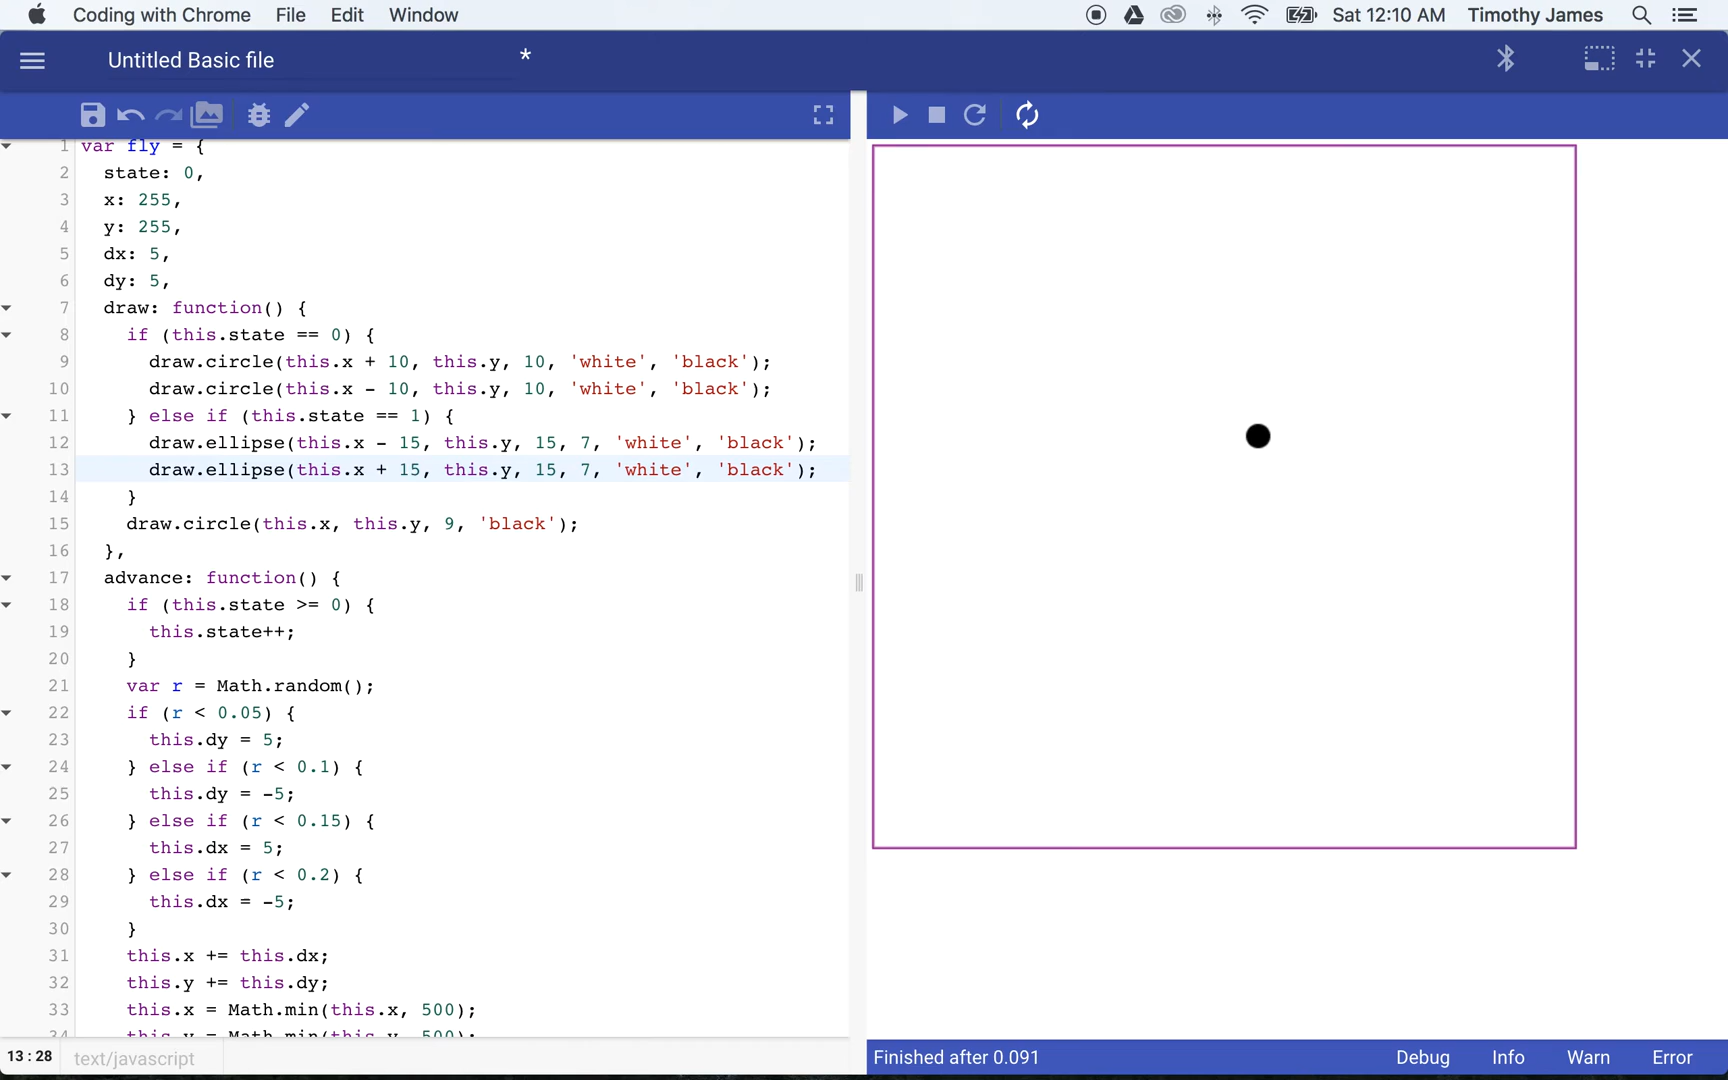 Coding with Chrome File Edit Window Sat 12:10 AM Timothy James
Untitled Basic file *
1 var fly = {
2 state: 0,
3 x: 255,
4 y: 255,
5 dx: 5,
6 dy: 5,
7 draw: function() {
8 if (this.state == 0) {
9 draw.circle(this.x + 10, this.y, 10, 'white', 'black');
10 draw.circle(this.x - 10, this.y, 10, 'white', 'black');
11 } else if (this.state == 1) {
12 draw.ellipse(this.x - 15, this.y, 15, 7, 'white', 'black');
13 draw.ellipse(this.x + 15, this.y, 15, 7, 'white', 'black');
14 }
15 draw.circle(this.x, this.y, 9, 'black');
16 },
17 advance: function() {
18 if (this.state >= 0) {
19 this.state++;
20 }
21 var r = Math.random();
22 if (r < 0.05) {
23 this.dy = 5;
24 } else if (r < 0.1) {
25 this.dy = -5;
26 } else if (r < 0.15) {
27 this.dx = 5;
28 } else if (r < 0.2) {
29 this.dx = -5;
30 }
31 this.x += this.dx;
32 this.y += this.dy;
33 this.x = Math.min(this.x, 500);
34 this.y = Math.min(this.y, 500);
13 : 28 text/javascript
Finished after 0.091 Debug Info Warn Error